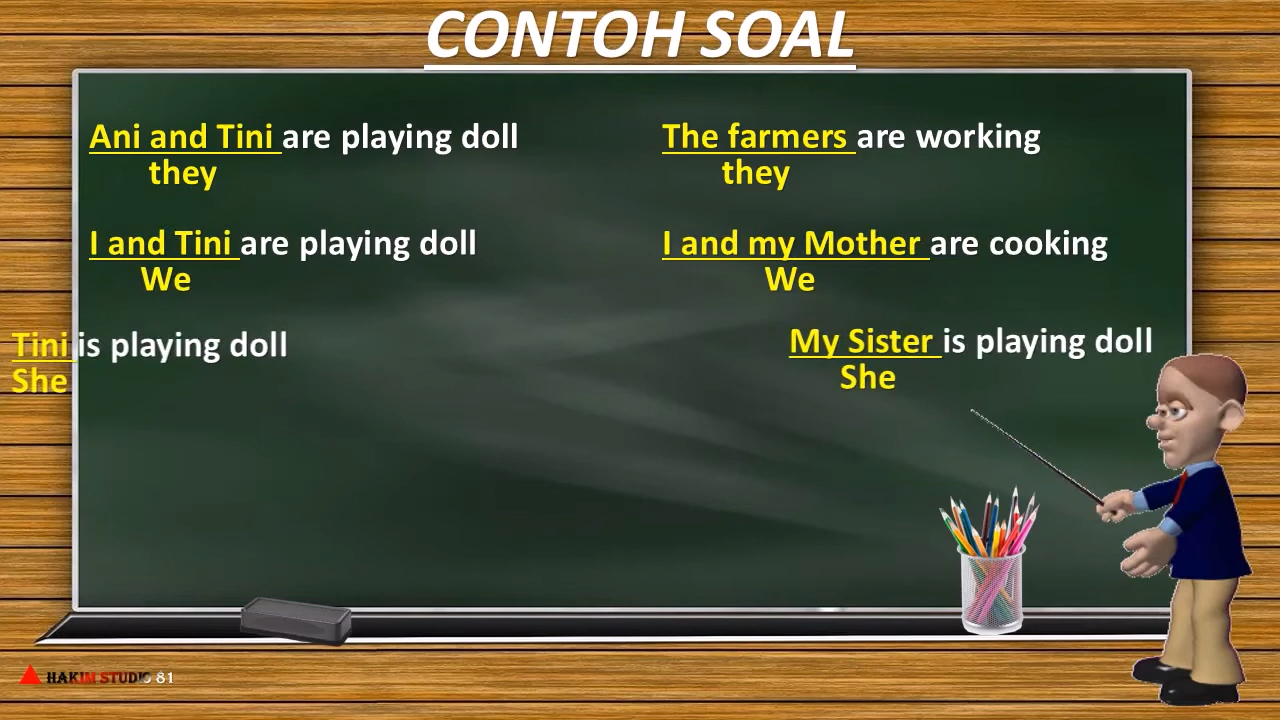 CONTOH SOAL
Ani and Tini are playing doll
they
I and Tini are playing doll
We
Tini is playing doll
She
The farmers are working
they
I and my Mother are cooking
We
My Sister is playing doll
She
HAKIM STUDIO 81